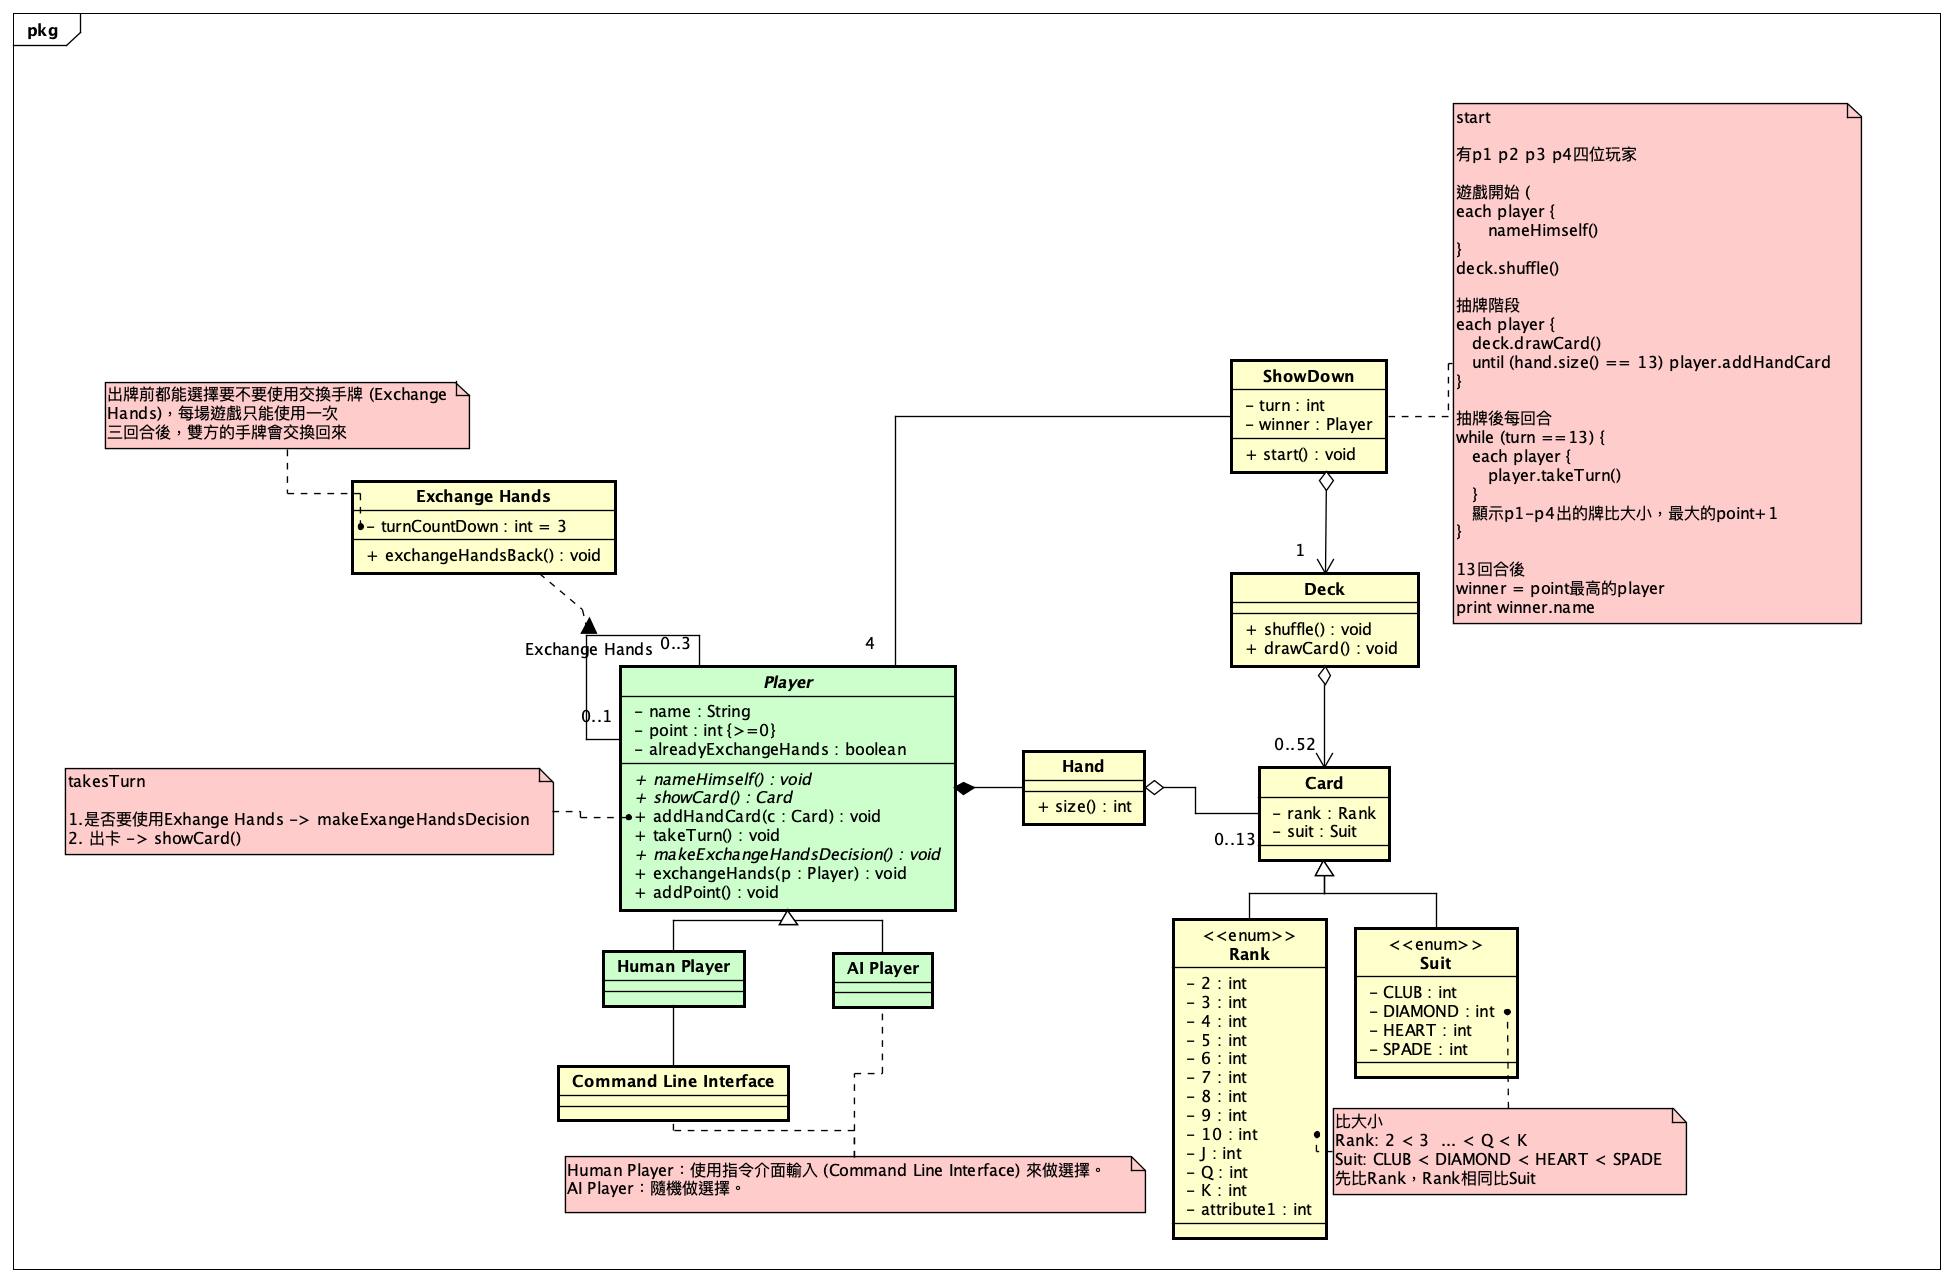 pkg
start
有p1 p2 p3 p4四位玩家
遊戲開始 (
each player {
nameHimself()
}
deck.shuffle()
抽牌階段
each player {
deck.drawCard()
until (hand.size() == 13) player.addHandCard
}
抽牌後每回合
while (turn ==13) {
each player {
player.takeTurn()
}
顯示p1-p4出的牌比大小，最大的point+1
}
13回合後
winner = point最高的player
print winner.name
ShowDown
- turn : int
- winner : Player
+ start() : void
出牌前都能選擇要不要使用交換手牌 (Exchange
Hands)，每場遊戲只能使用一次
三回合後，雙方的手牌會交換回來
Exchange Hands
- turnCountDown : int = 3
+ exchangeHandsBack() : void
1
Deck
+ shuffle() : void
+ drawCard() : void
Exchange Hands
0..3
4
0..1
Player
- name : String
- point : int {>=0}
- alreadyExchangeHands : boolean
+ nameHimself() : void
+ showCard() : Card
+ addHandCard(c : Card) : void
+ takeTurn() : void
+ makeExchangeHandsDecision() : void
+ exchangeHands(p : Player) : void
+ addPoint() : void
takesTurn
1.是否要使用Exhange Hands -> makeExangeHandsDecision
2. 出卡 -> showCard()
Hand
+ size() : int
0..52
0..13
Card
- rank : Rank
- suit : Suit
Human Player
AI Player
Command Line Interface
Human Player：使用指令介面輸入 (Command Line Interface) 來做選擇。
AI Player：隨機做選擇。
<<enum>>
Rank
- 2 : int
- 3 : int
- 4 : int
- 5 : int
- 6 : int
- 7 : int
- 8 : int
- 9 : int
- 10 : int
- J : int
- Q : int
- K : int
- attribute1 : int
<<enum>>
Suit
- CLUB : int
- DIAMOND : int
- HEART : int
- SPADE : int
比大小
Rank: 2 < 3  ... < Q < K
Suit: CLUB < DIAMOND < HEART < SPADE
先比Rank，Rank相同比Suit